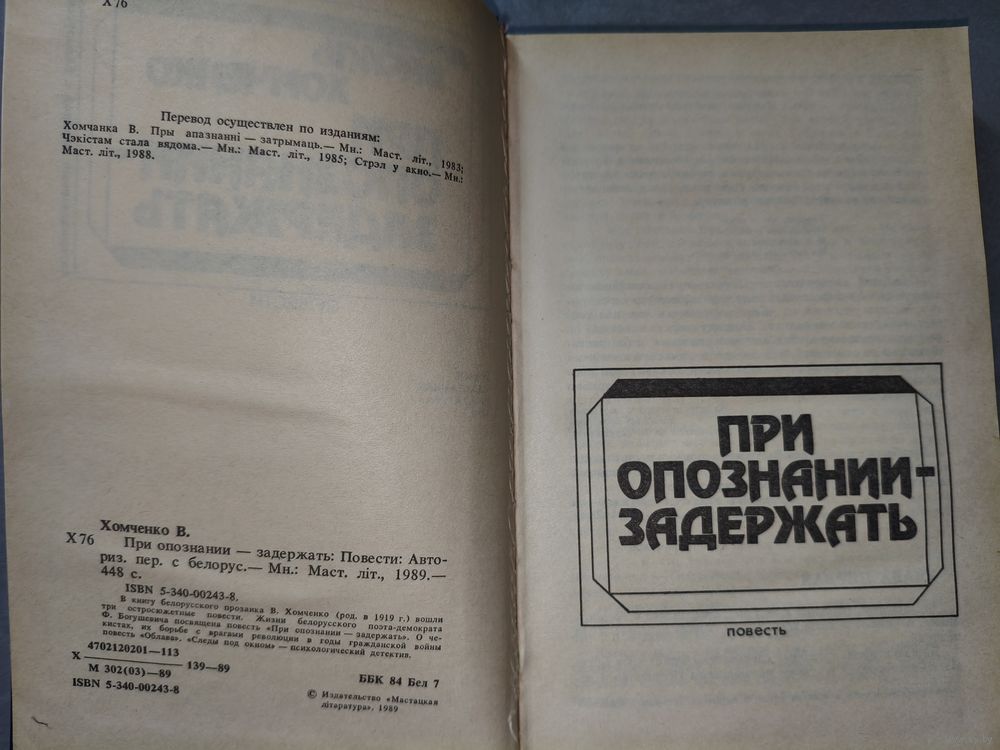 Х 76
Перевод осуществлен по изданиям:
Хомчанка В. Пры апазнанні — затрымаць.— Мн.: Маст. літ., 1983;
Чэкістам стала вядома.— Мн.: Маст. літ., 1985; Стрэл у акно.— Мн.:
Маст. літ., 1988.
Хомченко В.
Х76 При опознании — задержать: Повести: Авто-
риз. пер. с белорус.— Мн.: Маст. літ., 1989.—
448 с.
ISBN 5-340-00243-8.
В книгу белорусского прозаика В. Хомченко (род. в 1919 г.) вошли
три остросюжетные повести. Жизни белорусского поэта-демократа
Ф. Богушевича посвящена повесть «При опознании — задержать». О че-
кистах, их борьбе с врагами революции в годы гражданской войны
повесть «Облава». «Следы под окном» — психологический детектив.
4702120201—113
Х ———— 139—89
М 302(03)—89
ISBN 5-340-00243-8
ББК 84 Бел 7
© Издательство «Мастацкая
літаратура», 1989
ПРИ
ОПОЗНАНИИ-
ЗАДЕРЖАТЬ
повесть